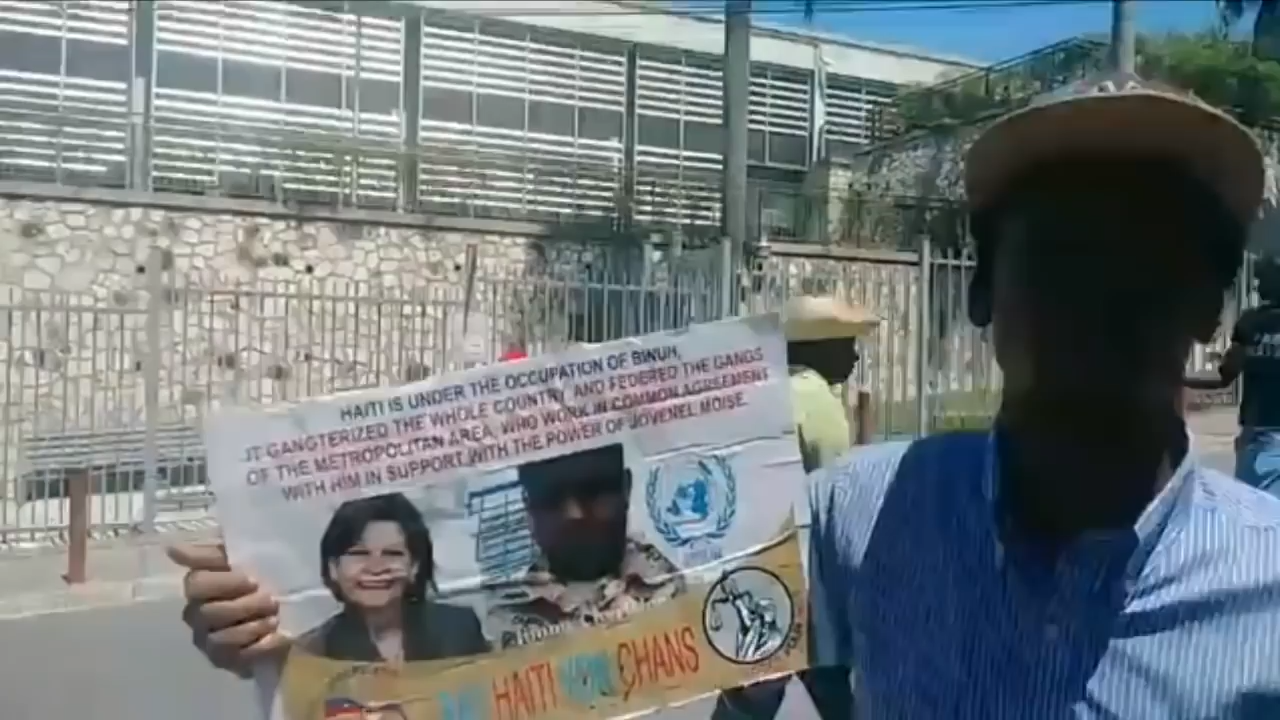 HAITI IS UNDER THE OCCUPATION OF BINUH,
IT GANGTERIZED THE WHOLE COUNTRY AND FEDERED THE GANGS
OF THE METROPOLITAN AREA, WHO WORK IN COMMON AGREEMENT
WITH HIM IN SUPPORT WITH THE POWER OF JOVENEL MOISE.
HAITI YON CHANS